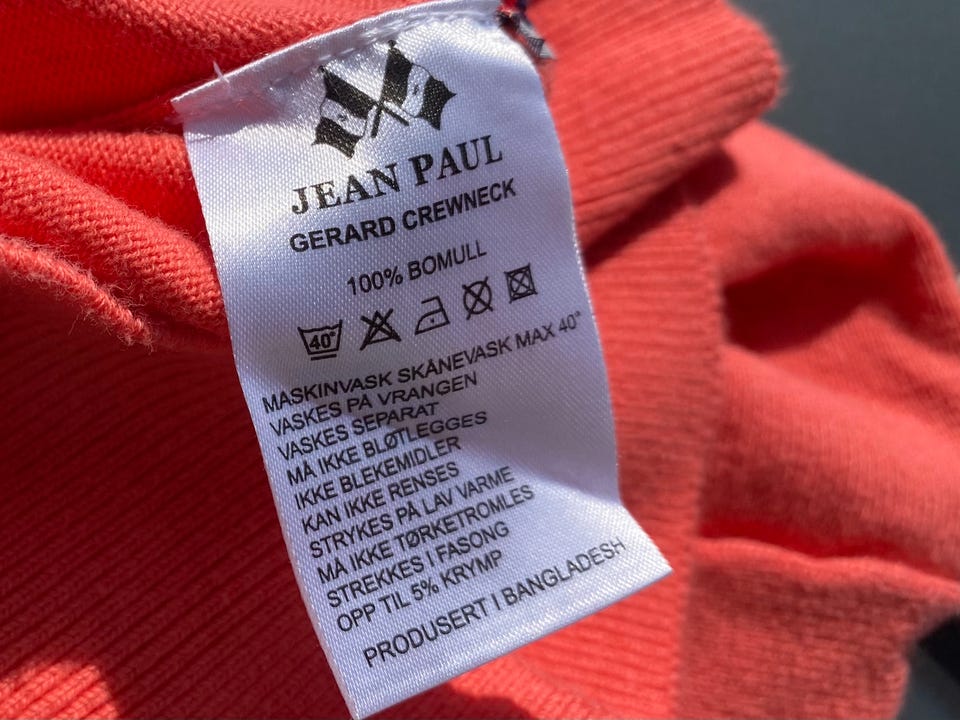 JEAN PAUL
GERARD CREWNECK
100% BOMULL
40°
MASKINVASK SKÅNEVASK MAX 40°
VASKES PÅ VRANGEN
VASKES SEPARAT
MÅ IKKE BLØTLEGGES
IKKE BLEKEMIDLER
KAN IKKE RENSES
STRYKES PÅ LAV VARME
MÅ IKKE TØRKETROMLES
STREKKES I FASONG
OPP TIL 5% KRYMP
PRODUSERT I BANGLADESH